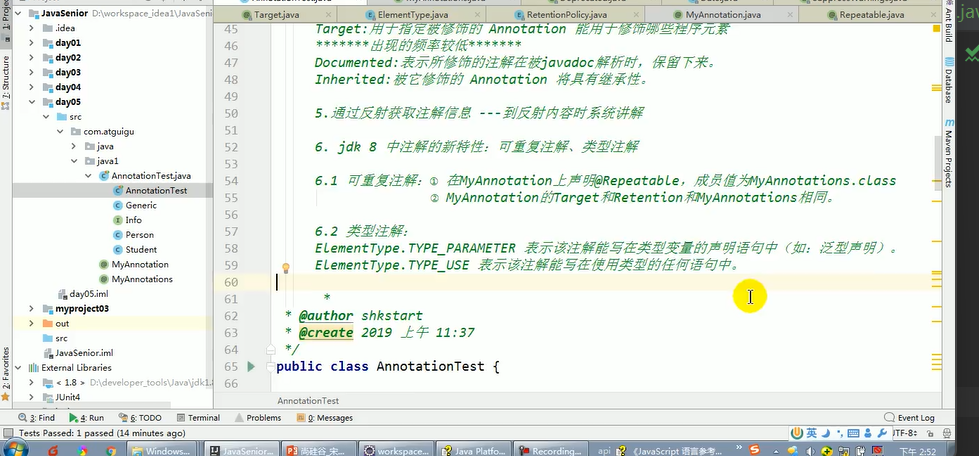 JavaSenior D:\workspace_idea1\JavaSeni
.idea
day01
day02
day03
day04
day05
src
com.atguigu
java
java1
AnnotationTest.java
AnnotationTest
Generic
Info
Person
Student
MyAnnotation
MyAnnotations
day05.iml
myproject03
out
src
JavaSenior.iml
External Libraries
< 1.8 > D:\developer_tools\Java\jdk1.
JUnit4
7: Structure
2: Favorites
Target.java
ElementType.java
RetentionPolicy.java
MyAnnotation.java
Repeatable.java
45 Target:用于指定被修饰的 Annotation 能用于修饰哪些程序元素
46 *******出现的频率较低*******
47 Documented:表示所修饰的注解在被javadoc解析时，保留下来。
48 Inherited:被它修饰的 Annotation 将具有继承性。
49
50 5.通过反射获取注解信息 ---到反射内容时系统讲解
51
52 6. jdk 8 中注解的新特性：可重复注解、类型注解
53
54 6.1 可重复注解：① 在MyAnnotation上声明@Repeatable，成员值为MyAnnotations.class
55 ② MyAnnotation的Target和Retention和MyAnnotations相同。
56
57 6.2 类型注解：
58 ElementType.TYPE_PARAMETER 表示该注解能写在类型变量的声明语句中（如：泛型声明）。
59 ElementType.TYPE_USE 表示该注解能写在使用类型的任何语句中。
60
61 *
62 * @author shkstart
63 * @create 2019 上午 11:37
64 */
65 public class AnnotationTest {
66
AnnotationTest
Ant Build
Database
Maven Projects
3: Find 4: Run 6: TODO Terminal Problems 0: Messages Event Log
Tests Passed: 1 passed (14 minutes ago)
英
UTF-8
Windows...
JavaSenior...
尚硅谷_宋...
workspace...
Java Platfo...
Recording...
api
《Java语言参考...
下午 2:52